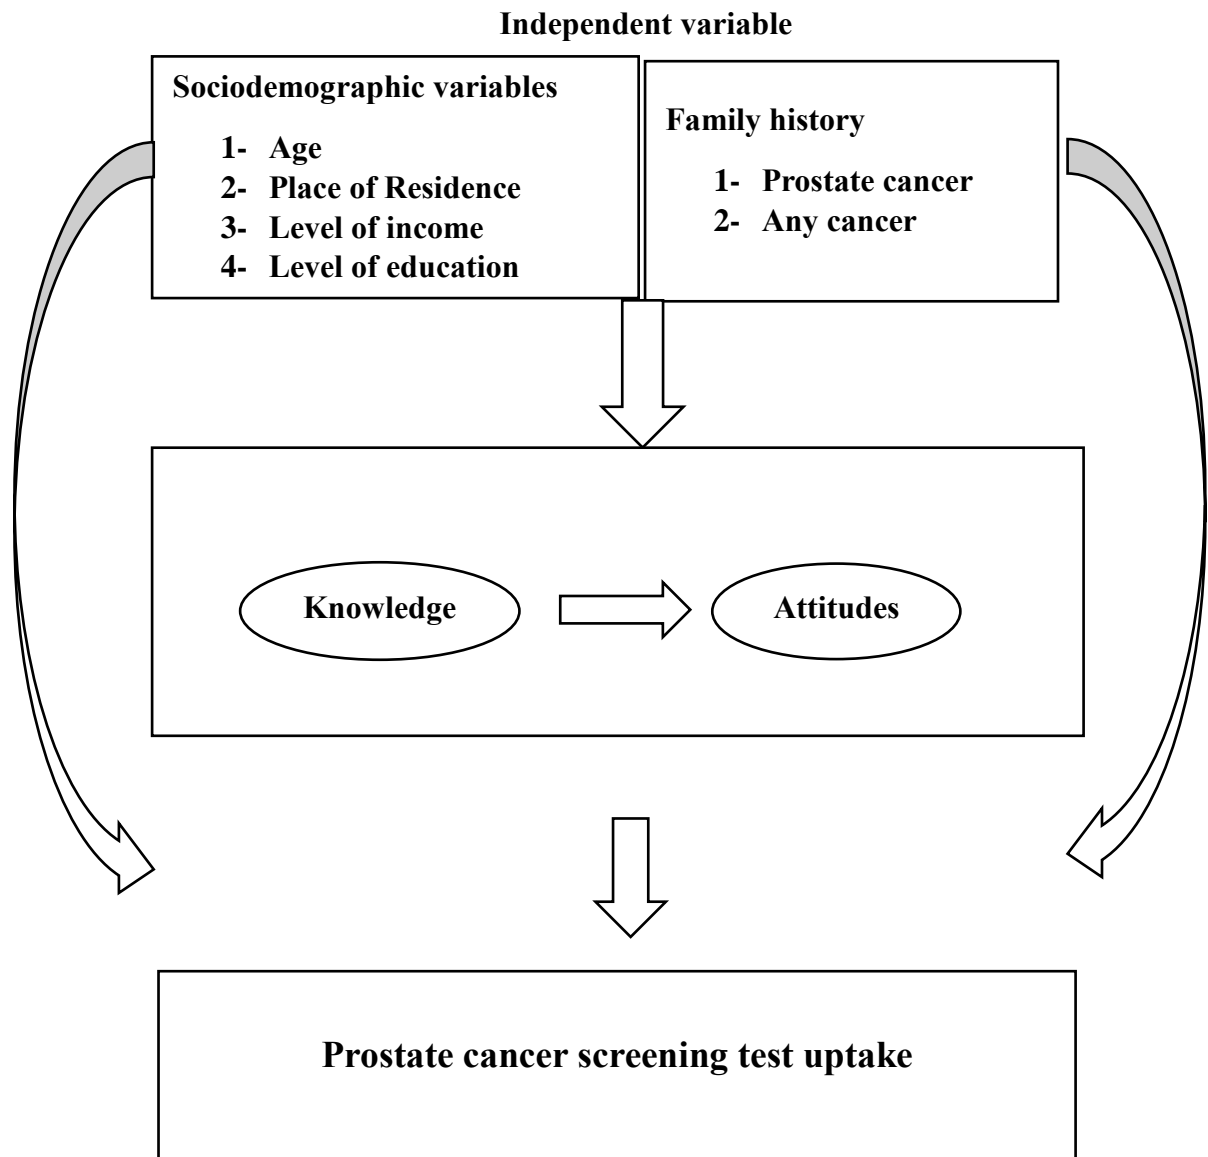 Independent variable
Sociodemographic variables
1- Age
2- Place of Residence
3- Level of income
4- Level of education
Family history
1- Prostate cancer
2- Any cancer
Knowledge
Attitudes
Prostate cancer screening test uptake